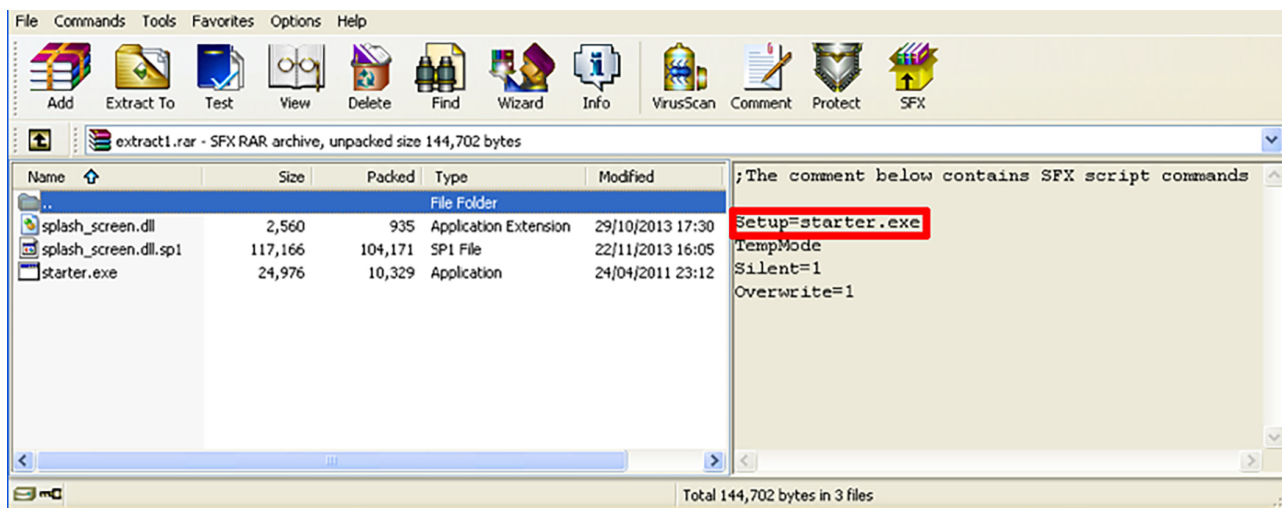 File Commands Tools Favorites Options Help
Add Extract To Test View Delete Find Wizard Info VirusScan Comment Protect SFX
extract1.rar - SFX RAR archive, unpacked size 144,702 bytes
Name Size Packed Type Modified
.. File Folder
splash_screen.dll 2,560 935 Application Extension 29/10/2013 17:30
splash_screen.dll.sp1 117,166 104,171 SP1 File 22/11/2013 16:05
starter.exe 24,976 10,329 Application 24/04/2011 23:12
;The comment below contains SFX script commands
Setup=starter.exe
TempMode
Silent=1
Overwrite=1
Total 144,702 bytes in 3 files